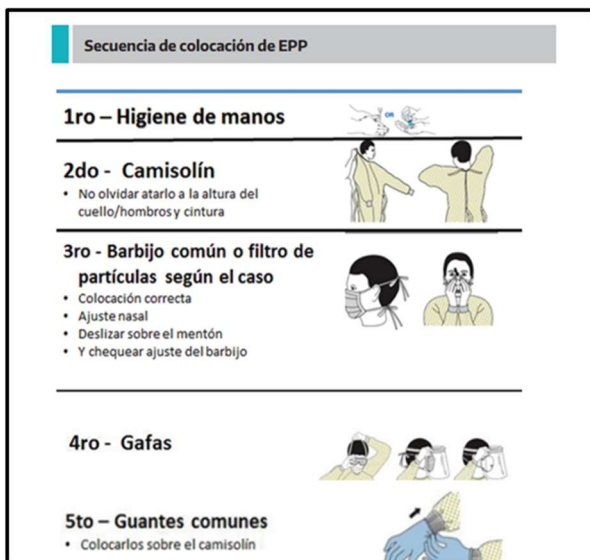 Secuencia de colocación de EPP
1ro – Higiene de manos
OR
2do - Camisolín
• No olvidar atarlo a la altura del
cuello/hombros y cintura
3ro - Barbijo común o filtro de
partículas según el caso
• Colocación correcta
• Ajuste nasal
• Deslizar sobre el mentón
• Y chequear ajuste del barbijo
4ro - Gafas
5to – Guantes comunes
• Colocarlos sobre el camisolín